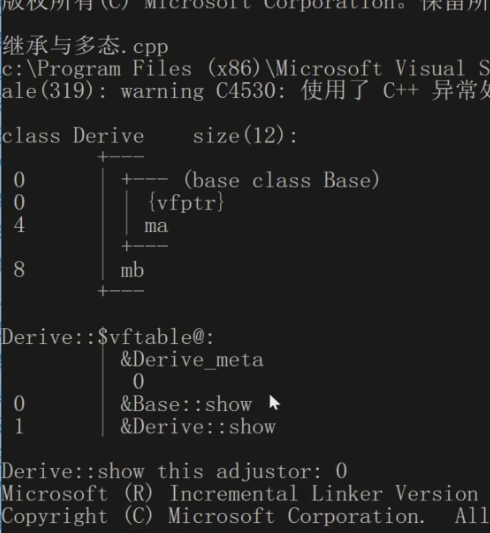 版权所有(C) Microsoft Corporation。保留所
继承与多态.cpp
c:\Program Files (x86)\Microsoft Visual S
ale(319): warning C4530: 使用了 C++ 异常处
class Derive size(12):
+---
0 | +--- (base class Base)
0 | | {vfptr}
4 | | ma
| +---
8 | mb
+---
Derive::$vftable@:
| &Derive_meta
| 0
0 | &Base::show
1 | &Derive::show
Derive::show this adjustor: 0
Microsoft (R) Incremental Linker Version
Copyright (C) Microsoft Corporation. All